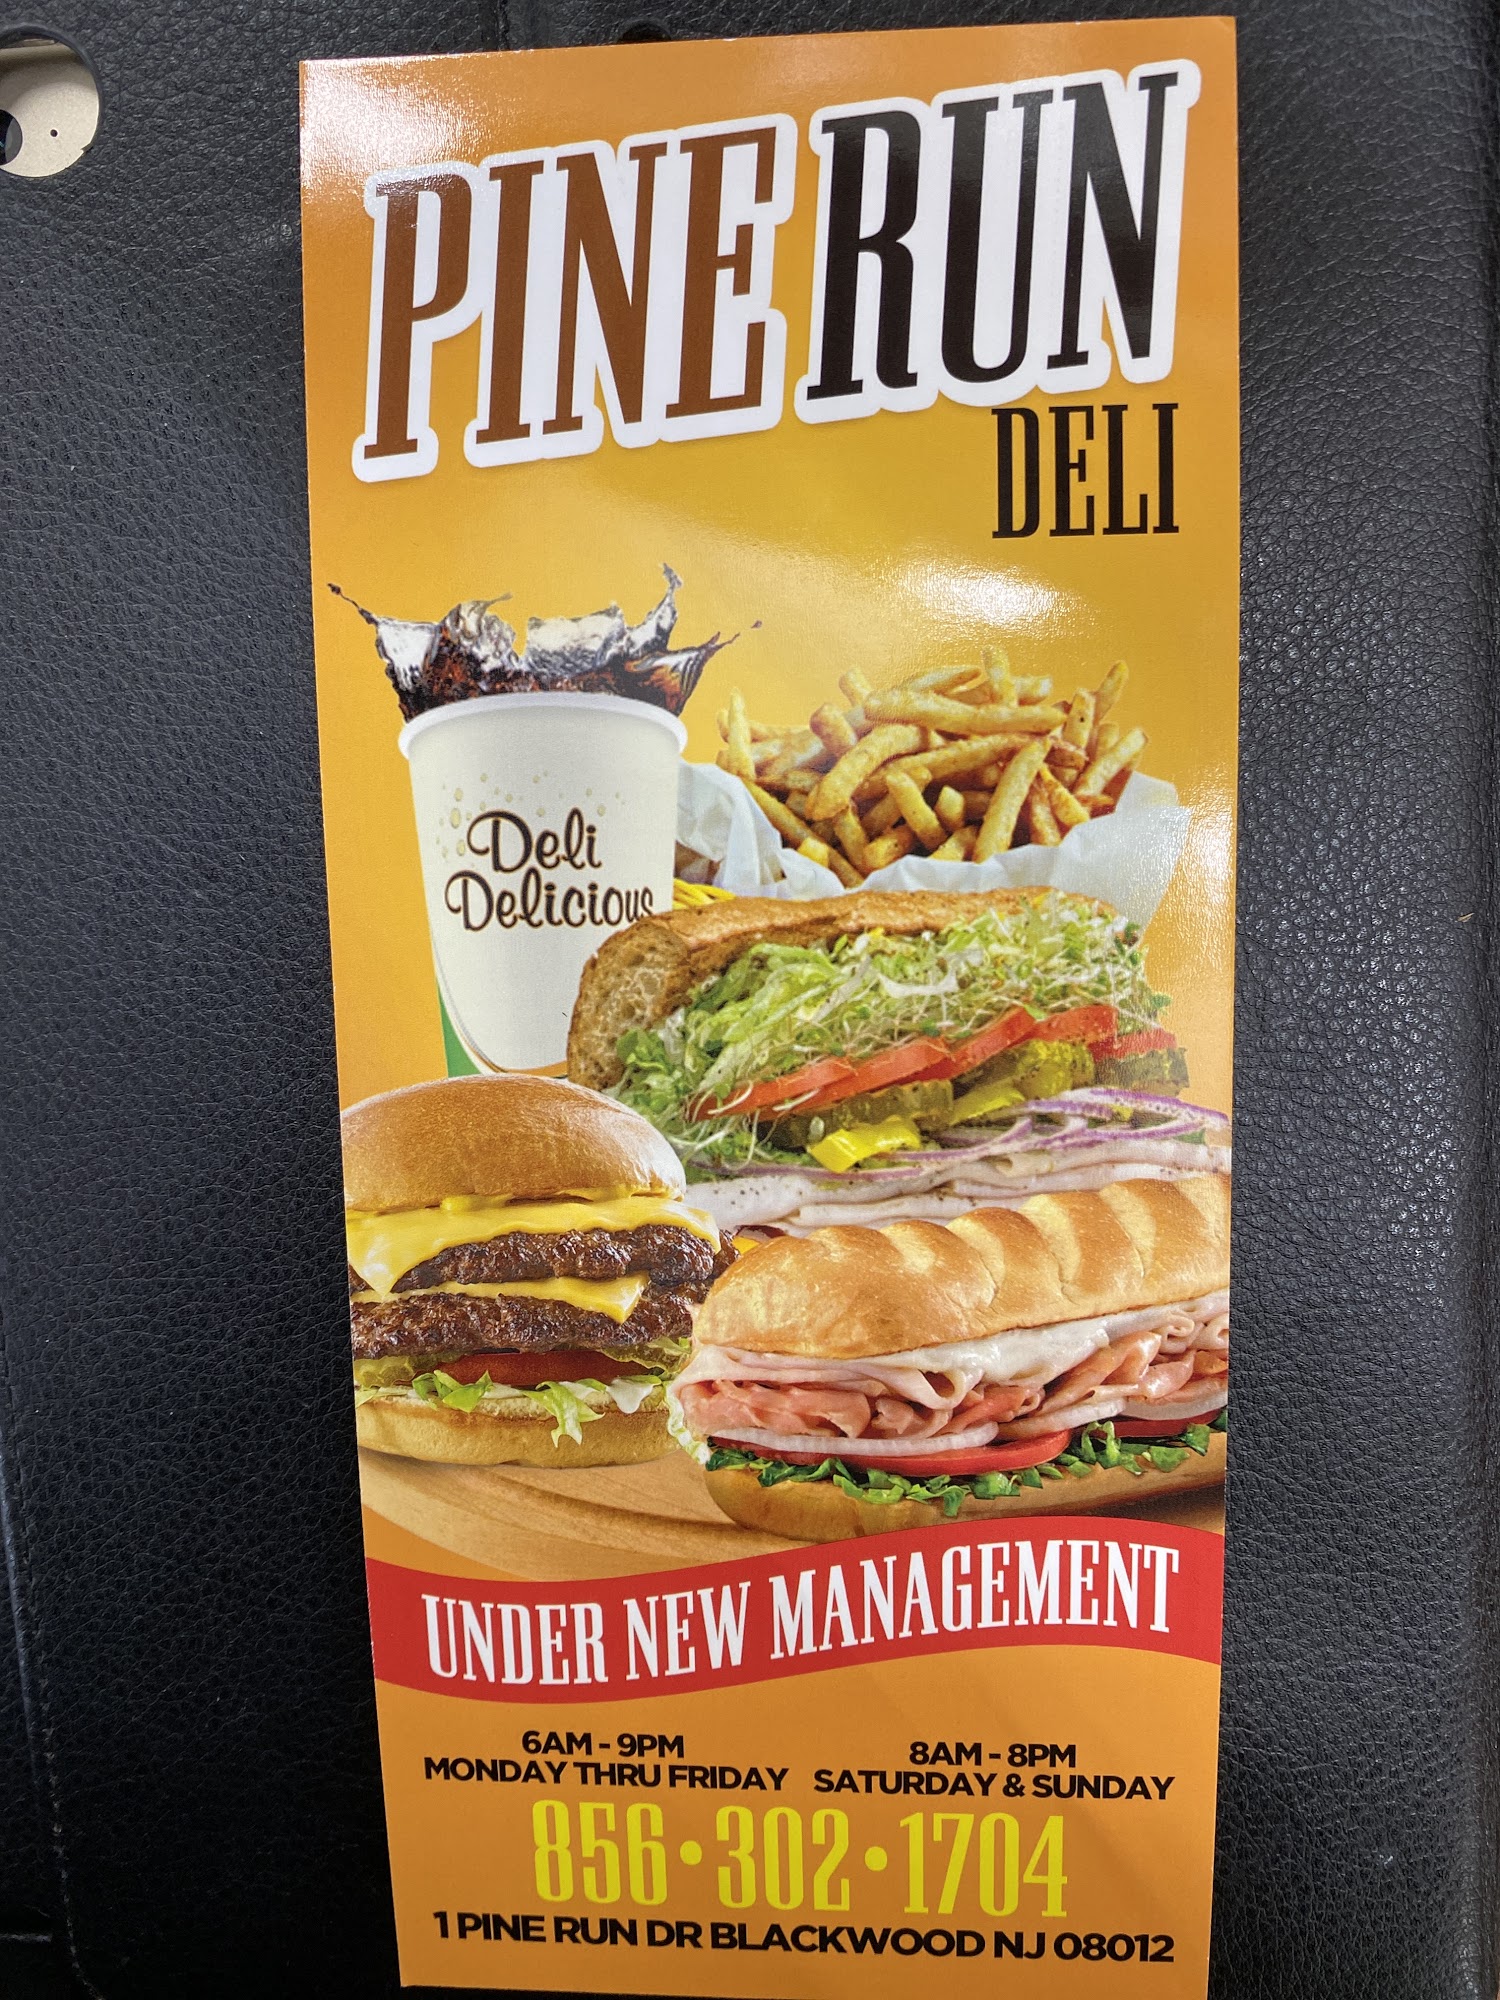 PINE RUN
DELI
Deli
Delicious
UNDER NEW MANAGEMENT
6AM - 9PM
MONDAY THRU FRIDAY
8AM - 8PM
SATURDAY & SUNDAY
856•302•1704
1 PINE RUN DR BLACKWOOD NJ 08012